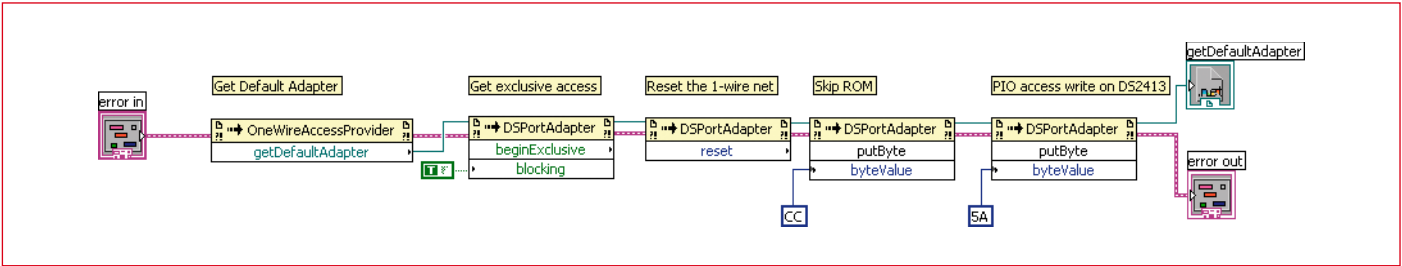 getDefaultAdapter
Get Default Adapter
Get exclusive access
Reset the 1-wire net
Skip ROM
PIO access write on DS2413
.net
error in
OneWireAccessProvider
getDefaultAdapter
DSPortAdapter
beginExclusive
blocking
T
DSPortAdapter
reset
DSPortAdapter
putByte
byteValue
CC
DSPortAdapter
putByte
byteValue
5A
error out